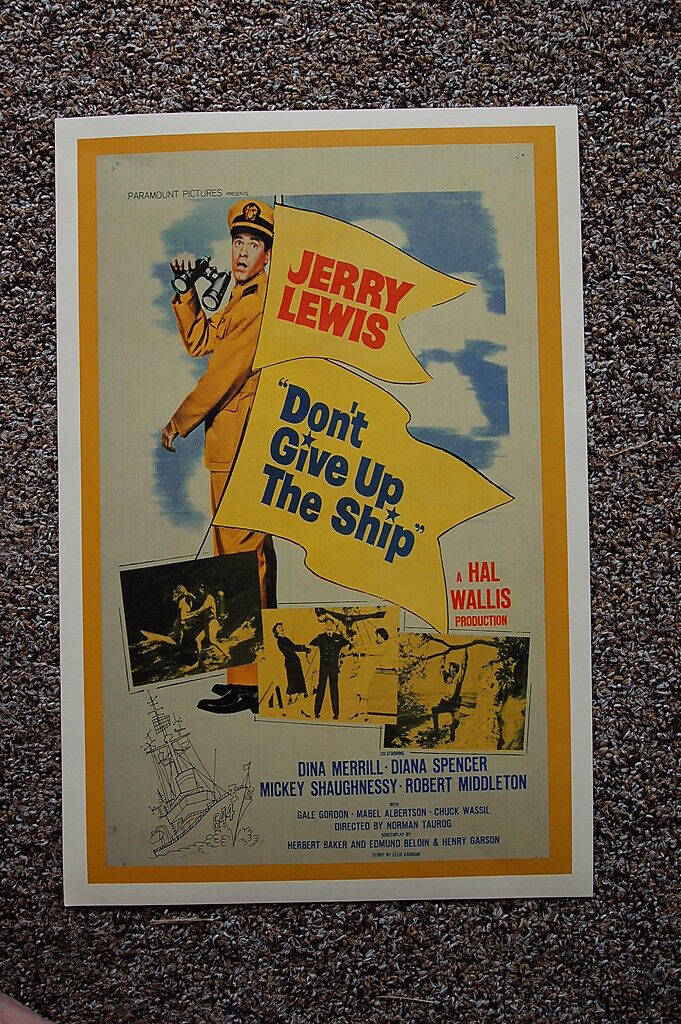 PARAMOUNT PICTURES PRESENTS
JERRY
LEWIS
"Don't
Give Up
The Ship"
A HAL
WALLIS
PRODUCTION
CO-STARRING
DINA MERRILL · DIANA SPENCER
MICKEY SHAUGHNESSY · ROBERT MIDDLETON
WITH
GALE GORDON · MABEL ALBERTSON · CHUCK WASSIL
DIRECTED BY NORMAN TAUROG
SCREENPLAY BY
HERBERT BAKER AND EDMUND BELOIN & HENRY GARSON
STORY BY ELLIS KADISON